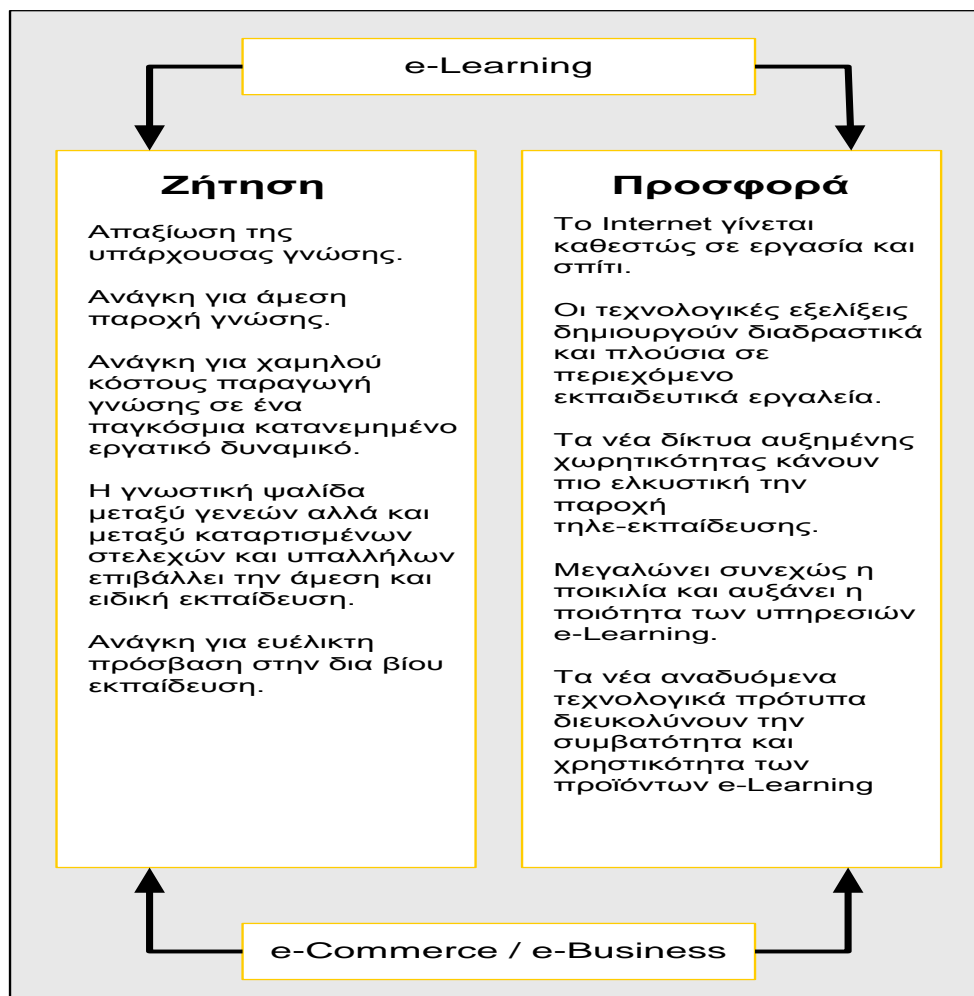 e-Learning
Ζήτηση
Απαξίωση της
υπάρχουσας γνώσης.
Ανάγκη για άμεση
παροχή γνώσης.
Ανάγκη για χαμηλού
κόστους παραγωγή
γνώσης σε ένα
παγκόσμια κατανεμημένο
εργατικό δυναμικό.
Η γνωστική ψαλίδα
μεταξύ γενεών αλλά και
μεταξύ καταρτισμένων
στελεχών και υπαλλήλων
επιβάλλει την άμεση και
ειδική εκπαίδευση.
Ανάγκη για ευέλικτη
πρόσβαση στην δια βίου
εκπαίδευση.
Προσφορά
Το Internet γίνεται
καθεστώς σε εργασία και
σπίτι.
Οι τεχνολογικές εξελίξεις
δημιουργούν διαδραστικά
και πλούσια σε
περιεχόμενο
εκπαιδευτικά εργαλεία.
Τα νέα δίκτυα αυξημένης
χωρητικότητας κάνουν
πιο ελκυστική την
παροχή
τηλε-εκπαίδευσης.
Μεγαλώνει συνεχώς η
ποικιλία και αυξάνει η
ποιότητα των υπηρεσιών
e-Learning.
Τα νέα αναδυόμενα
τεχνολογικά πρότυπα
διευκολύνουν την
συμβατότητα και
χρηστικότητα των
προϊόντων e-Learning
e-Commerce / e-Business